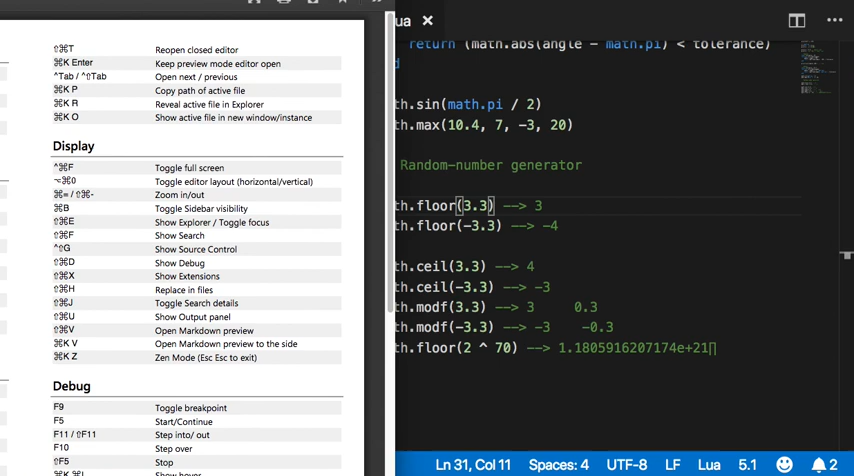 ⇧⌘T Reopen closed editor
⌘K Enter Keep preview mode editor open
^Tab / ^⇧Tab Open next / previous
⌘K P Copy path of active file
⌘K R Reveal active file in Explorer
⌘K O Show active file in new window/instance
Display
^⌘F Toggle full screen
⌥⌘0 Toggle editor layout (horizontal/vertical)
⌘= / ⇧⌘- Zoom in/out
⌘B Toggle Sidebar visibility
⇧⌘E Show Explorer / Toggle focus
⇧⌘F Show Search
^⇧G Show Source Control
⇧⌘D Show Debug
⇧⌘X Show Extensions
⇧⌘H Replace in files
⇧⌘J Toggle Search details
⇧⌘U Show Output panel
⇧⌘V Open Markdown preview
⌘K V Open Markdown preview to the side
⌘K Z Zen Mode (Esc Esc to exit)
Debug
F9 Toggle breakpoint
F5 Start/Continue
F11 / ⇧F11 Step into/ out
F10 Step over
⇧F5 Stop
⌘K ⌘I Show hover
ua ×
return (math.abs(angle - math.pi) < tolerance)
d
th.sin(math.pi / 2)
th.max(10.4, 7, -3, 20)
Random-number generator
th.floor(3.3) --> 3
th.floor(-3.3) --> -4
th.ceil(3.3) --> 4
th.ceil(-3.3) --> -3
th.modf(3.3) --> 3 0.3
th.modf(-3.3) --> -3 -0.3
th.floor(2 ^ 70) --> 1.1805916207174e+21
Ln 31, Col 11 Spaces: 4 UTF-8 LF Lua 5.1 2